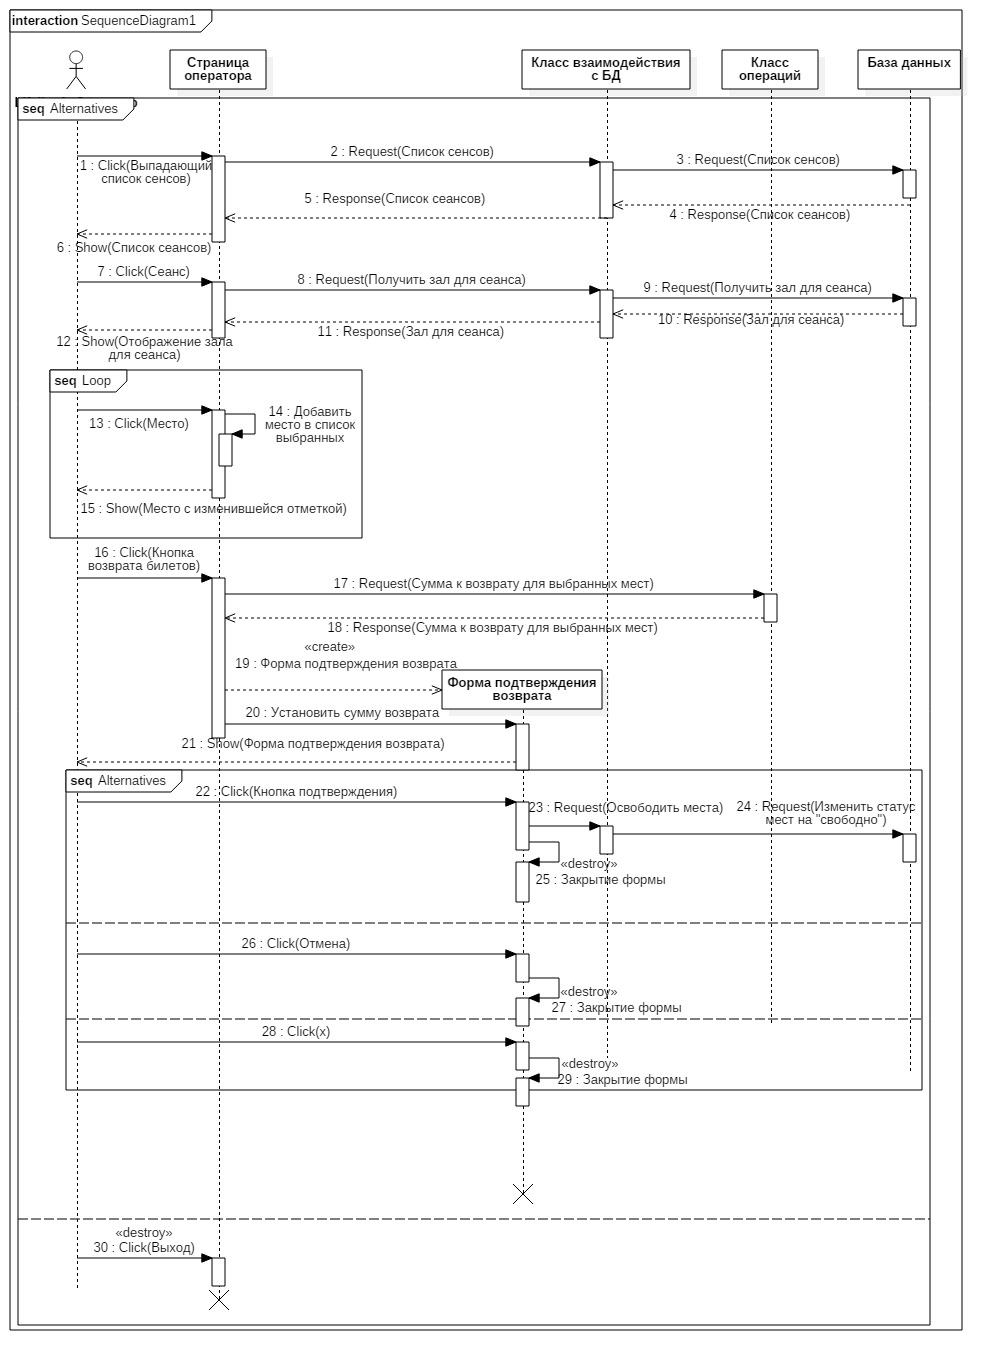 interaction SequenceDiagram1
Страница
оператора
Класс взаимодействия
с БД
Класс
операций
База данных
seq Alternatives
1 : Click(Выпадающий
список сенсов)
2 : Request(Список сенсов)
3 : Request(Список сенсов)
4 : Response(Список сеансов)
5 : Response(Список сеансов)
6 : Show(Список сеансов)
7 : Click(Сеанс)
8 : Request(Получить зал для сеанса)
9 : Request(Получить зал для сеанса)
10 : Response(Зал для сеанса)
11 : Response(Зал для сеанса)
12 : Show(Отображение зала
для сеанса)
seq Loop
13 : Click(Место)
14 : Добавить
место в список
выбранных
15 : Show(Место с изменившейся отметкой)
16 : Click(Кнопка
возврата билетов)
17 : Request(Сумма к возврату для выбранных мест)
18 : Response(Сумма к возврату для выбранных мест)
«create»
19 : Форма подтверждения возврата
Форма подтверждения
возврата
20 : Установить сумму возврата
21 : Show(Форма подтверждения возврата)
seq Alternatives
22 : Click(Кнопка подтверждения)
23 : Request(Освободить места)
24 : Request(Изменить статус
мест на "свободно")
«destroy»
25 : Закрытие формы
26 : Click(Отмена)
«destroy»
27 : Закрытие формы
28 : Click(x)
«destroy»
29 : Закрытие формы
«destroy»
30 : Click(Выход)